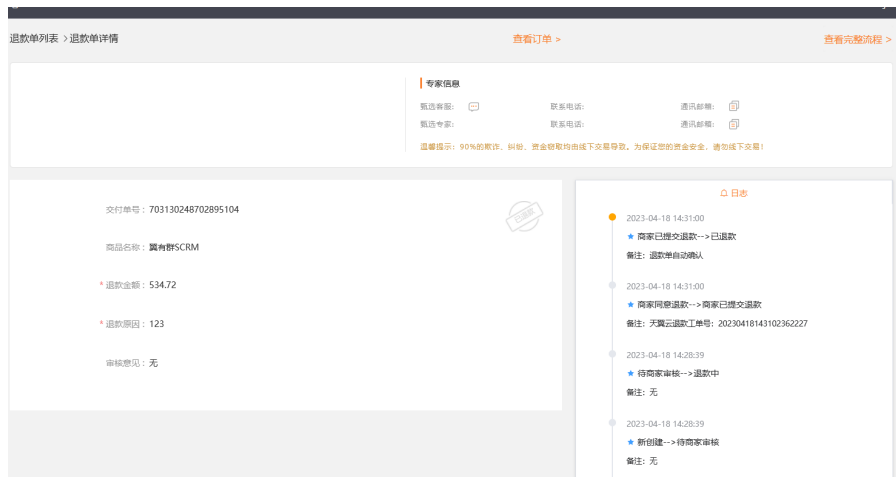 退款单列表 >退款单详情
查看订单 >
查看完整流程 >
专家信息
甄选客服:
联系电话:
通讯邮箱:
甄选专家:
联系电话:
通讯邮箱:
温馨提示：90%的欺诈、纠纷、资金窃取均由线下交易导致。为保证您的资金安全，请勿线下交易！
交付单号：703130248702895104
已退款
商品名称：翼有群SCRM
* 退款金额：534.72
* 退款原因：123
审核意见：无
日志
2023-04-18 14:31:00
★ 商家已提交退款-->已退款
备注：退款单自动确认
2023-04-18 14:31:00
★ 商家同意退款-->商家已提交退款
备注：天翼云退款工单号：20230418143102362227
2023-04-18 14:28:39
★ 待商家审核-->退款中
备注：无
2023-04-18 14:28:39
★ 新创建-->待商家审核
备注：无